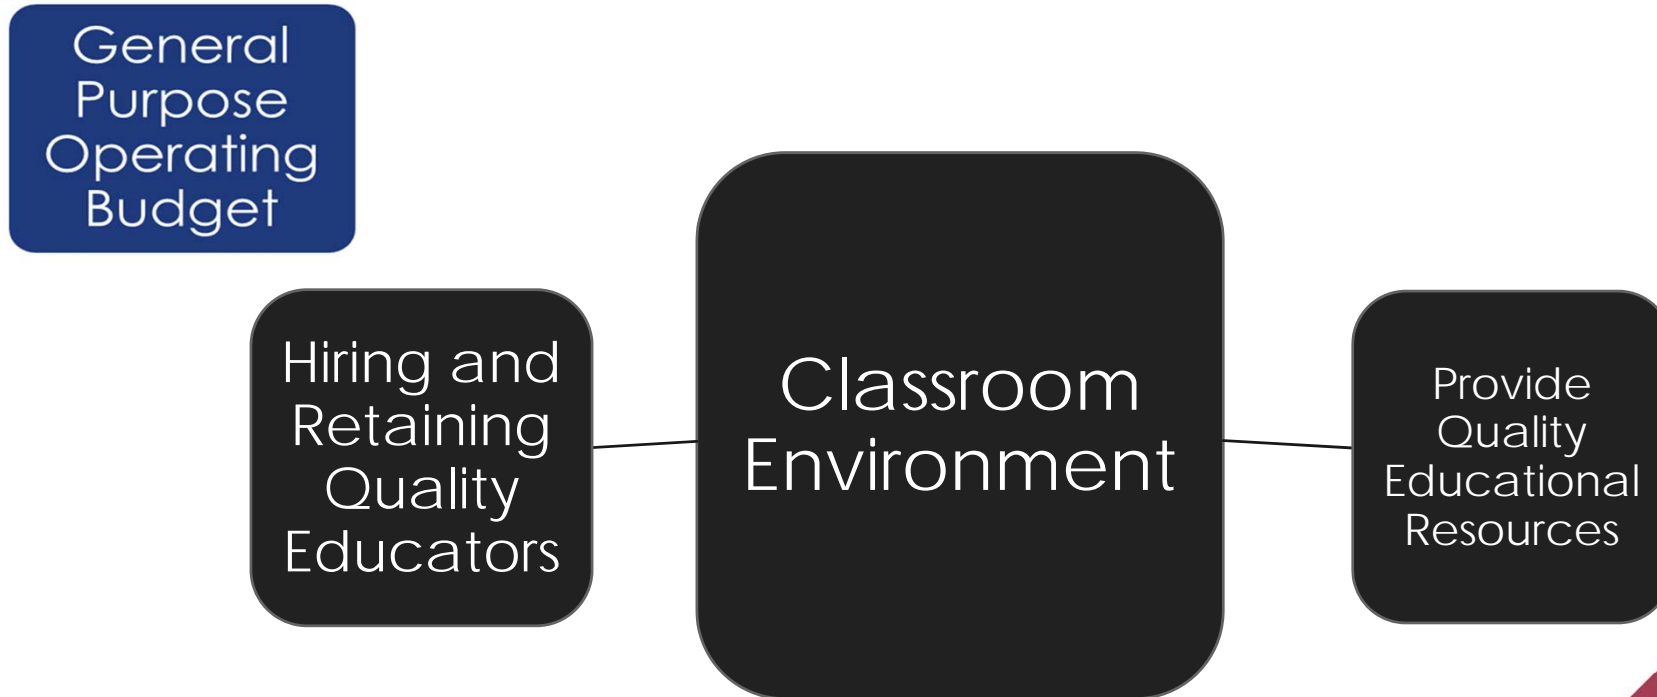 General
Purpose
Operating
Budget
Hiring and
Retaining
Quality
Educators
Classroom
Environment
Provide
Quality
Educational
Resources